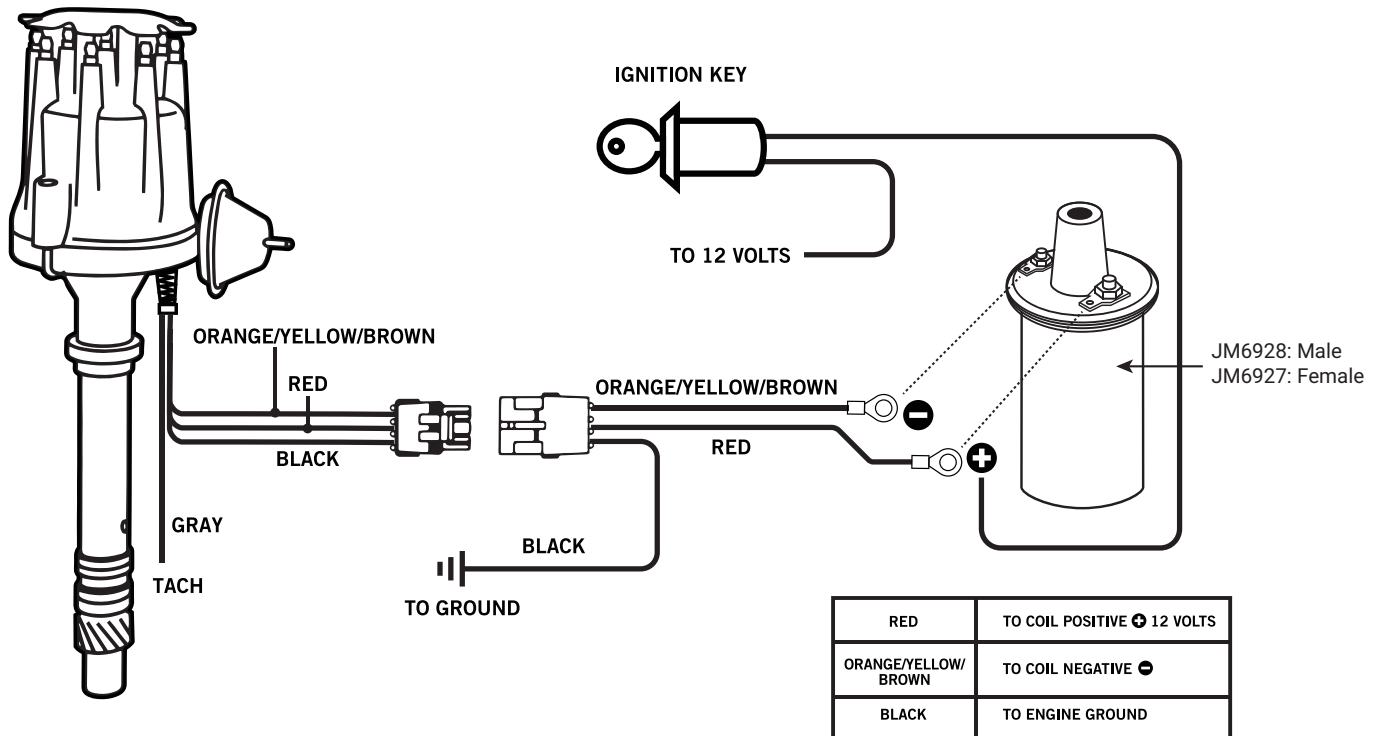 IGNITION KEY
TO 12 VOLTS
ORANGE/YELLOW/BROWN
RED
BLACK
GRAY
TACH
ORANGE/YELLOW/BROWN
RED
BLACK
TO GROUND
JM6928: Male
JM6927: Female
RED TO COIL POSITIVE + 12 VOLTS
ORANGE/YELLOW/
BROWN
TO COIL NEGATIVE -
BLACK TO ENGINE GROUND